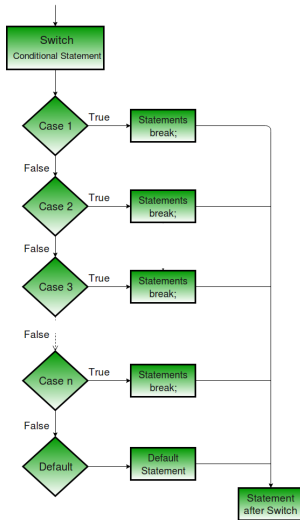 Switch
Conditional Statement
Case 1
True
Statements
break;
False
Case 2
True
Statements
break;
False
Case 3
True
Statements
break;
False
Case n
True
Statements
break;
False
Default
Default
Statement
Statement
after Switch